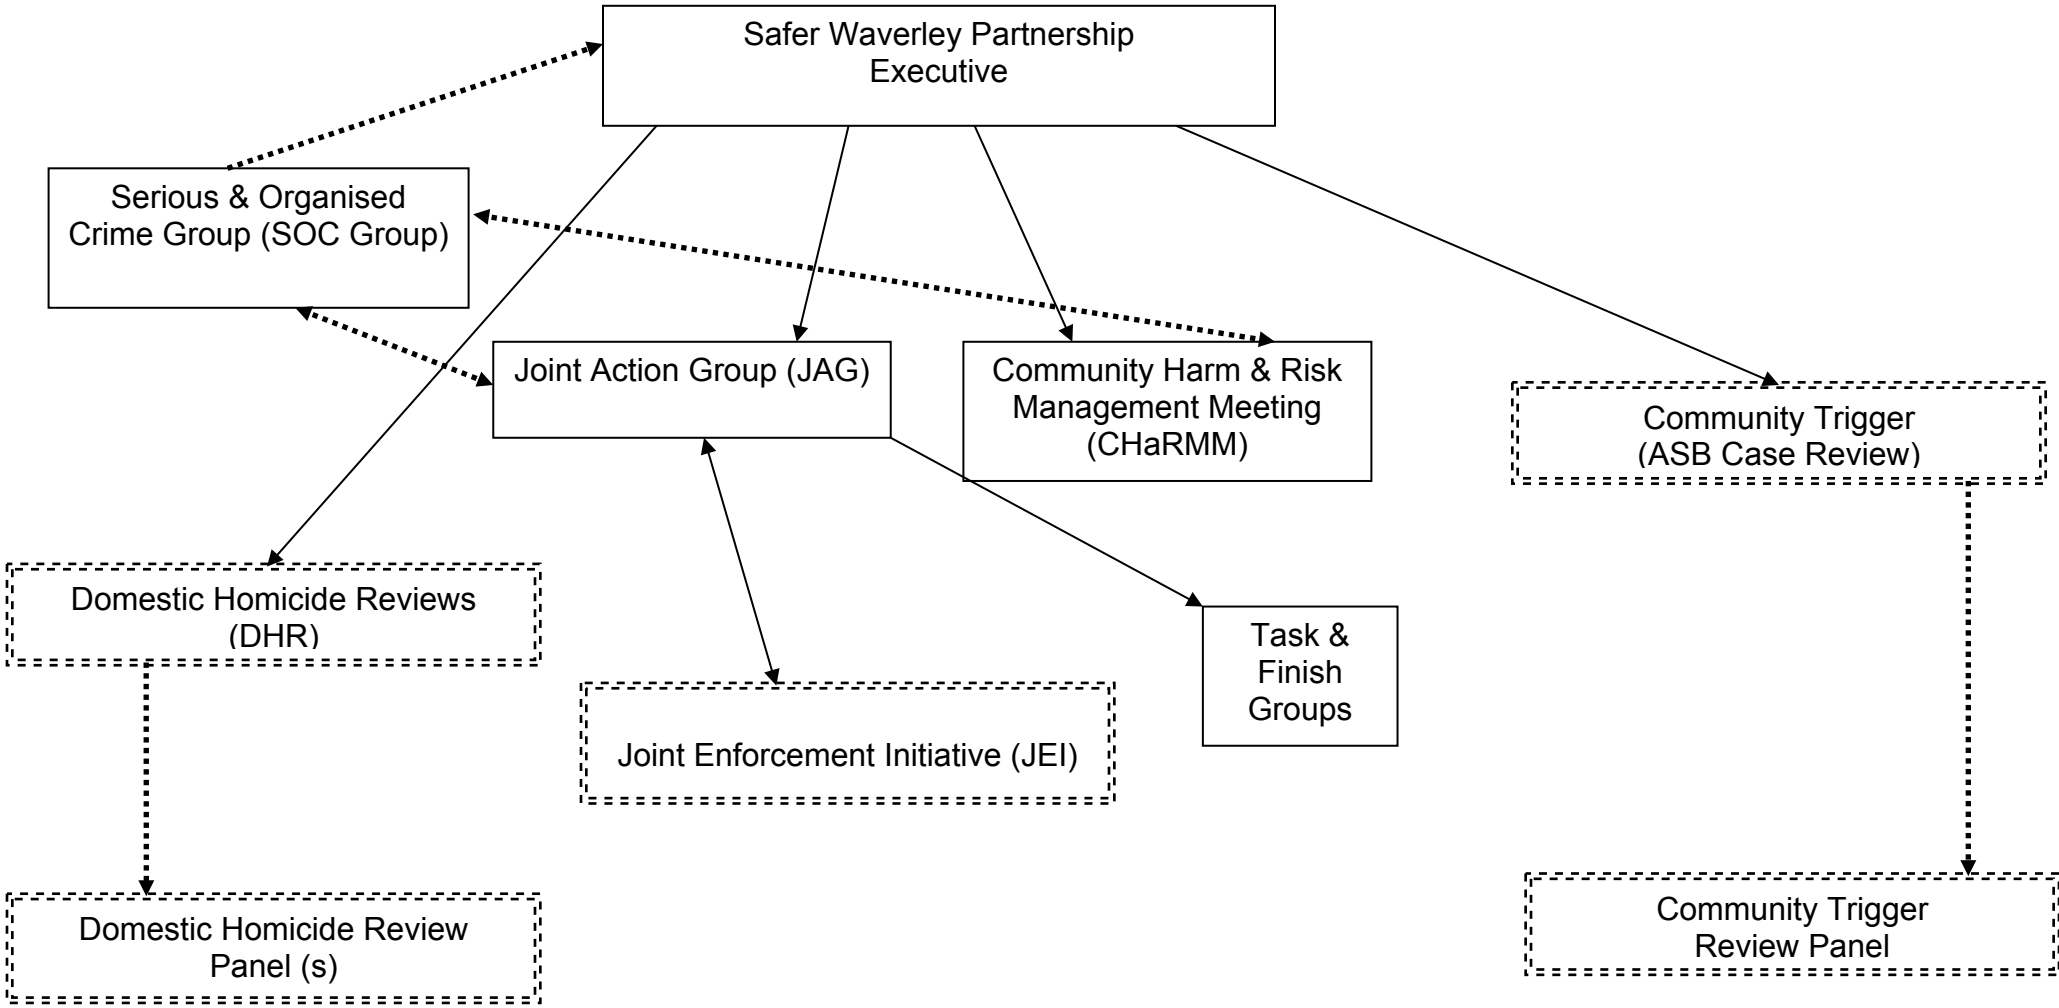 Safer Waverley Partnership
Executive
Serious & Organised
Crime Group (SOC Group)
Joint Action Group (JAG)
Community Harm & Risk
Management Meeting
(CHaRMM)
Community Trigger
(ASB Case Review)
Domestic Homicide Reviews
(DHR)
Task &
Finish
Groups
Joint Enforcement Initiative (JEI)
Domestic Homicide Review
Panel (s)
Community Trigger
Review Panel